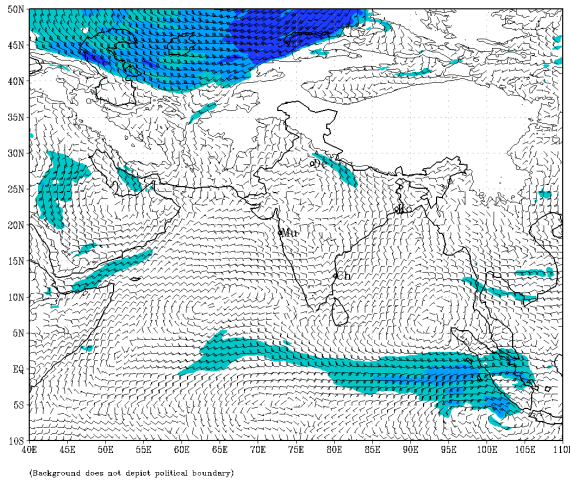 50N
45N
40N
35N
30N
25N
20N
15N
10N
5N
EQ
5S
10S
40E 45E 50E 55E 60E 65E 70E 75E 80E 85E 90E 95E 100E 105E 110E
Mu
Ch
(Background does not depict political boundary)